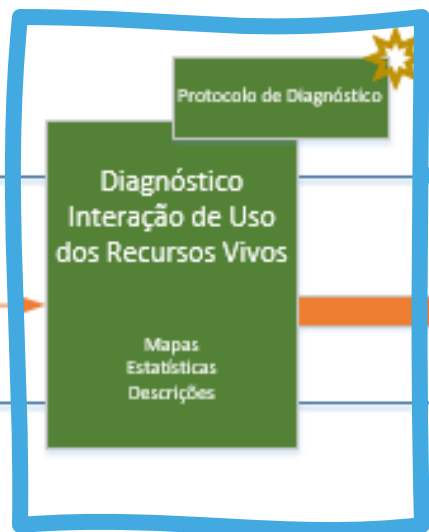 Protocolo de Diagnóstico
Diagnóstico
Interação de Uso
dos Recursos Vivos
Mapas
Estatísticas
Descrições